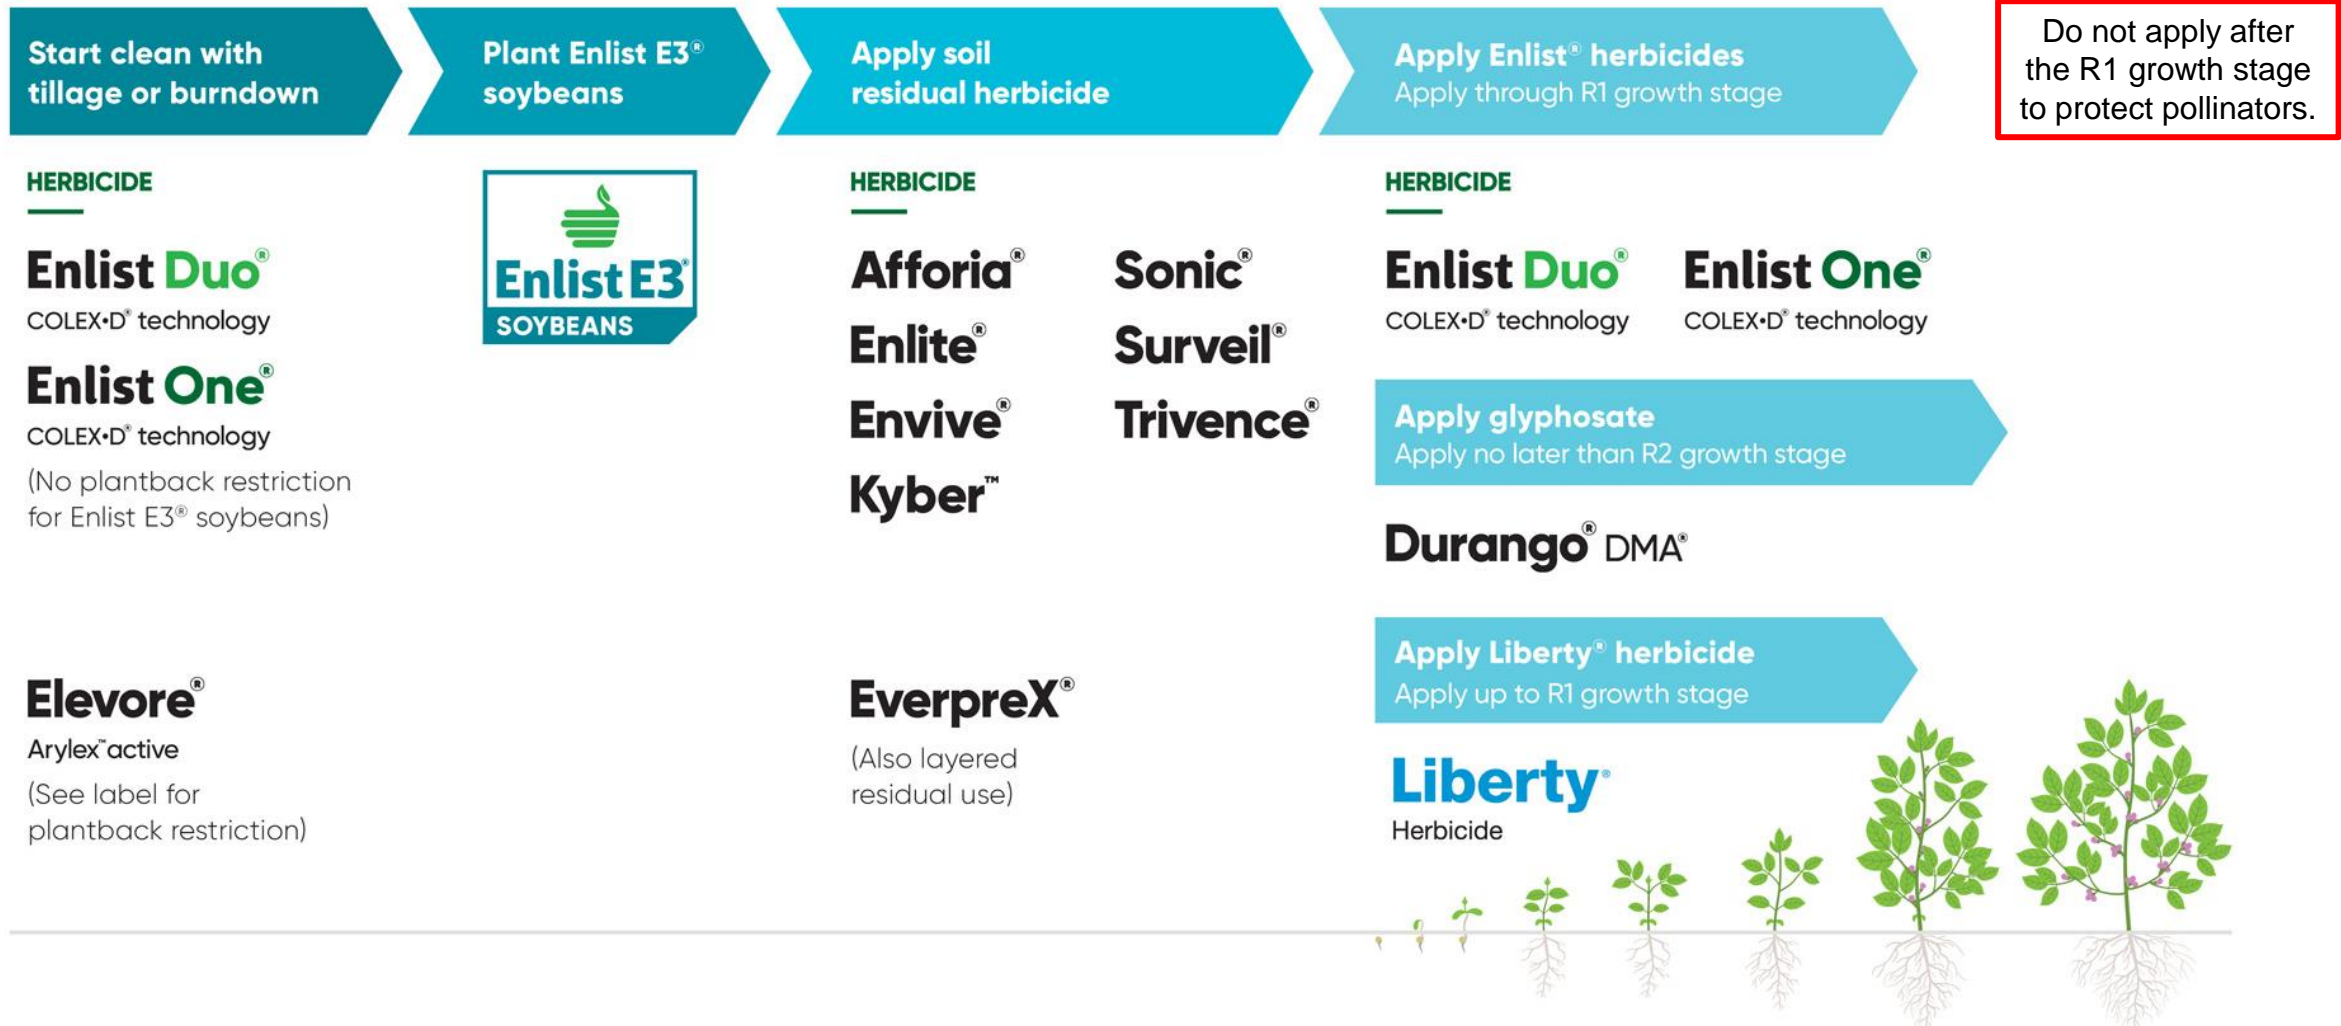 Start clean with
tillage or burndown
Plant Enlist E3®
soybeans
Apply soil
residual herbicide
Apply Enlist® herbicides
Apply through R1 growth stage
Do not apply after
the R1 growth stage
to protect pollinators.
HERBICIDE
Enlist Duo®
COLEX•D® technology
Enlist One®
COLEX•D® technology
(No plantback restriction
for Enlist E3® soybeans)
Elevore®
Arylex™active
(See label for
plantback restriction)
Enlist E3®
SOYBEANS
HERBICIDE
Afforia®
Enlite®
Envive®
Kyber™
Sonic®
Surveil®
Trivence®
EverpreX®
(Also layered
residual use)
HERBICIDE
Enlist Duo®
COLEX•D® technology
Enlist One®
COLEX•D® technology
Apply glyphosate
Apply no later than R2 growth stage
Durango® DMA®
Apply Liberty® herbicide
Apply up to R1 growth stage
Liberty®
Herbicide